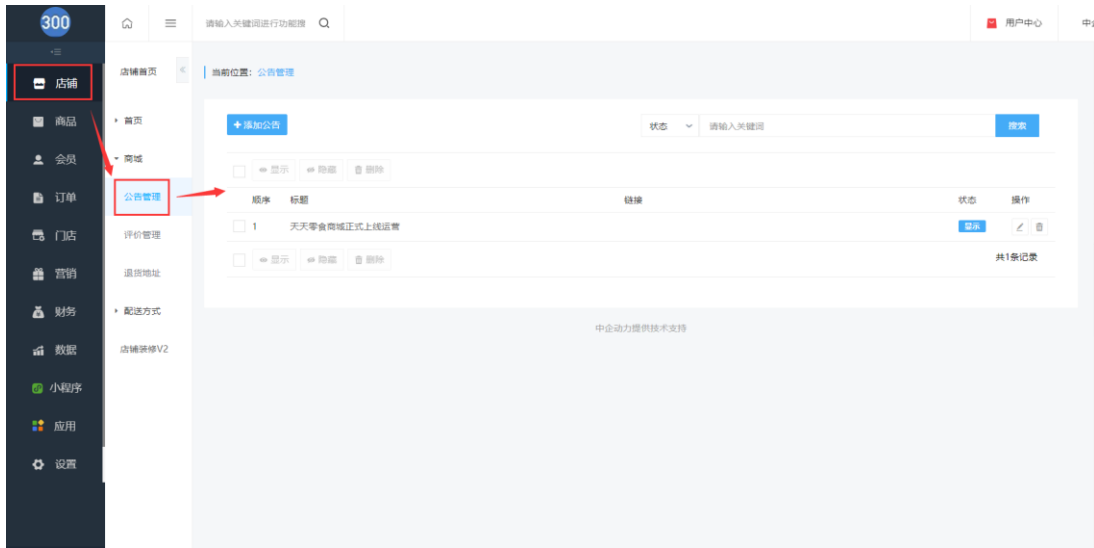 300
请输入关键词进行功能搜
用户中心
店铺
商品
会员
订单
门店
营销
财务
数据
小程序
应用
设置
店铺首页
首页
商城
公告管理
评价管理
退货地址
配送方式
店铺装修V2
当前位置: 公告管理
+添加公告
状态 请输入关键词 搜索
显示 隐藏 删除
顺序 标题 链接 状态 操作
1 天天零食商城正式上线运营 显示
显示 隐藏 删除
共1条记录
中企动力提供技术支持